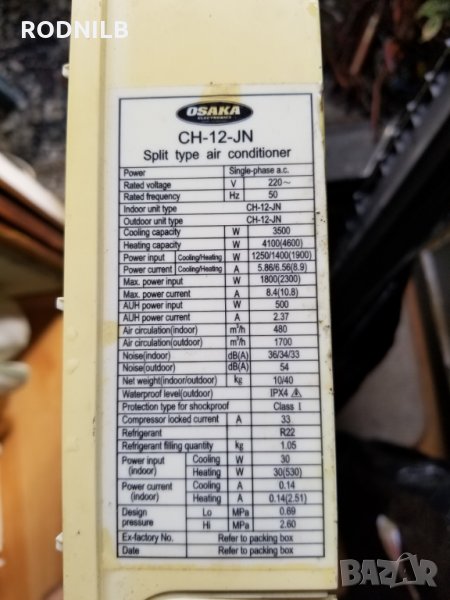 RODNILB
OSAKA
ELECTRONICS
CH-12-JN
Split type air conditioner
Power Single-phase a.c.
Rated voltage V 220~
Rated frequency Hz 50
Indoor unit type CH-12-JN
Outdoor unit type CH-12-JN
Cooling capacity W 3500
Heating capacity W 4100(4600)
Power input Cooling/Heating W 1250/1400(1900)
Power current Cooling/Heating A 5.86/6.56(8.9)
Max. power input W 1800(2300)
Max. power current A 8.4(10.8)
AUH power input W 500
AUH power current A 2.37
Air circulation(indoor) m³/h 480
Air circulation(outdoor) m³/h 1700
Noise(indoor) dB(A) 36/34/33
Noise(outdoor) dB(A) 54
Net weight(indoor/outdoor) kg 10/40
Waterproof level(outdoor) IPX4
Protection type for shockproof Class I
Compressor locked current A 33
Refrigerant R22
Refrigerant filling quantity kg 1.05
Power input (indoor) Cooling W 30
Heating W 30(530)
Power current (indoor) Cooling A 0.14
Heating A 0.14(2.51)
Design pressure Lo MPa 0.69
Hi MPa 2.60
Ex-factory No. Refer to packing box
Date Refer to packing box
BAZAR